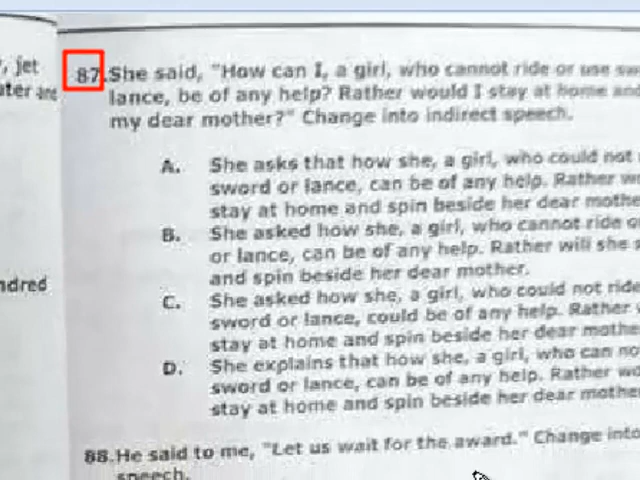 , jet
ater are
ndred
87. She said, "How can I, a girl, who cannot ride or use
lance, be of any help? Rather would I stay at home and
my dear mother?" Change into indirect speech.
A. She asks that how she, a girl, who could not
sword or lance, can be of any help. Rather
stay at home and spin beside her dear
B. She asked how she, a girl, who cannot ride
or lance, can be of any help. Rather will she
and spin beside her dear mother.
C. She asked how she, a girl, who could not ride
sword or lance, could be of any help. Rather
stay at home and spin beside her dear
D. She explains that how she, a girl, who can
sword or lance, can be of any help. Rather
stay at home and spin beside her dear
88. He said to me, "Let us wait for the award." Change into
speech.